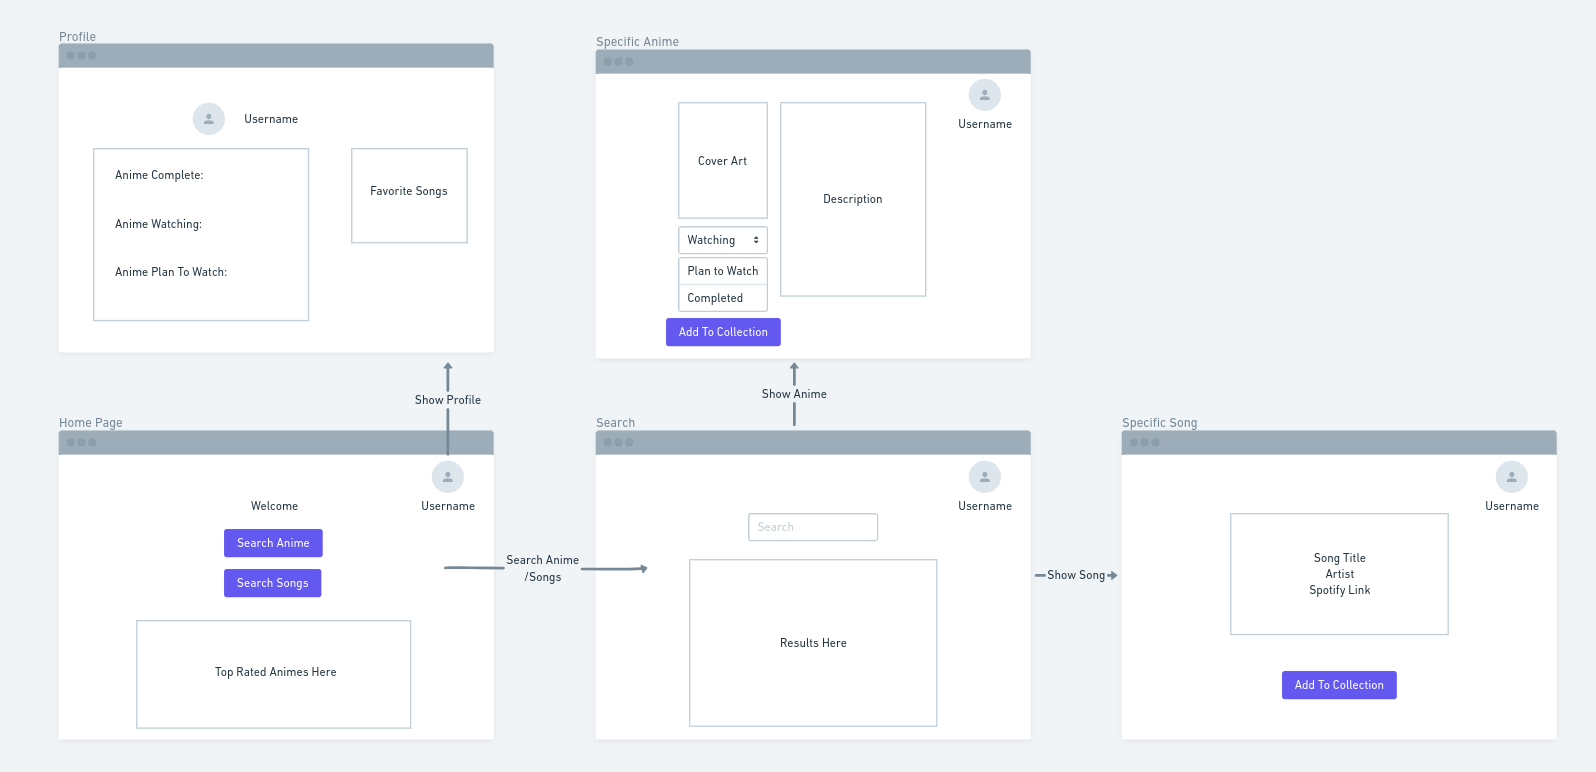 Profile
Username
Anime Complete:
Anime Watching:
Anime Plan To Watch:
Favorite Songs
Specific Anime
Username
Cover Art
Description
Watching
Plan to Watch
Completed
Add To Collection
Show Profile
Show Anime
Home Page
Username
Welcome
Search Anime
Search Songs
Top Rated Animes Here
Search Anime
/Songs
Search
Username
Search
Results Here
Show Song
Specific Song
Username
Song Title
Artist
Spotify Link
Add To Collection